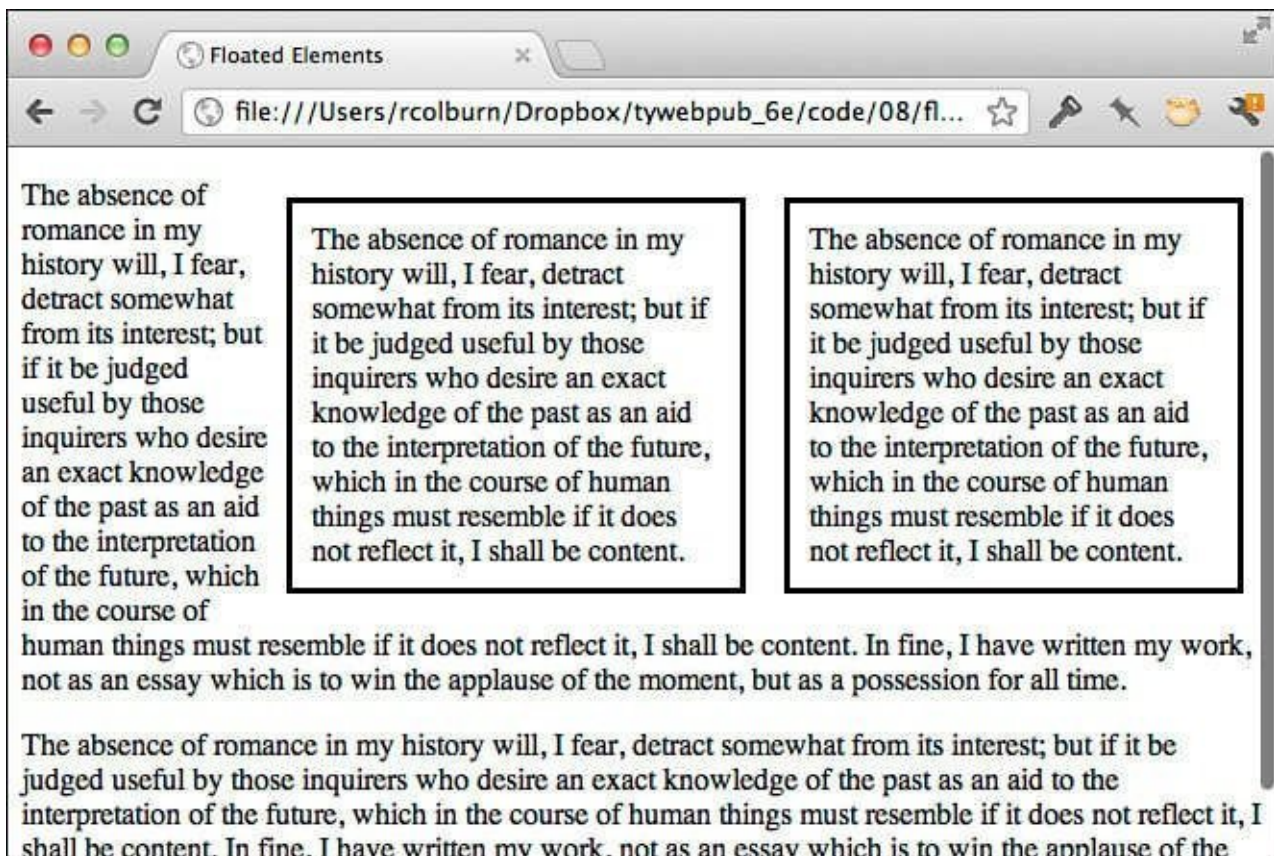 Floated Elements
file:///Users/rcolburn/Dropbox/tywebpub_6e/code/08/fl...
The absence of
romance in my
history will, I fear,
detract somewhat
from its interest; but
if it be judged
useful by those
inquirers who desire
an exact knowledge
of the past as an aid
to the interpretation
of the future, which
in the course of
The absence of romance in my
history will, I fear, detract
somewhat from its interest; but if
it be judged useful by those
inquirers who desire an exact
knowledge of the past as an aid
to the interpretation of the future,
which in the course of human
things must resemble if it does
not reflect it, I shall be content.
The absence of romance in my
history will, I fear, detract
somewhat from its interest; but if
it be judged useful by those
inquirers who desire an exact
knowledge of the past as an aid
to the interpretation of the future,
which in the course of human
things must resemble if it does
not reflect it, I shall be content.
human things must resemble if it does not reflect it, I shall be content. In fine, I have written my work,
not as an essay which is to win the applause of the moment, but as a possession for all time.
The absence of romance in my history will, I fear, detract somewhat from its interest; but if it be
judged useful by those inquirers who desire an exact knowledge of the past as an aid to the
interpretation of the future, which in the course of human things must resemble if it does not reflect it, I
shall be content. In fine, I have written my work, not as an essay which is to win the applause of the